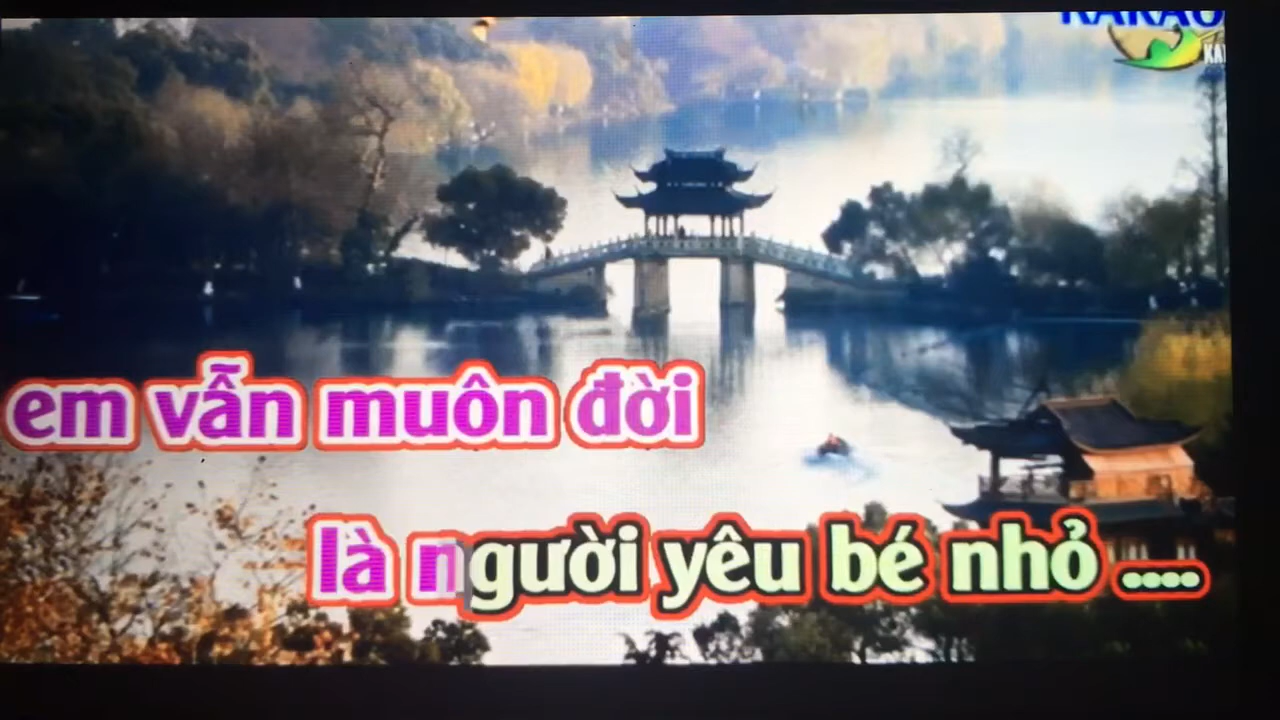 em vẫn muôn đời
là người yêu bé nhỏ ....